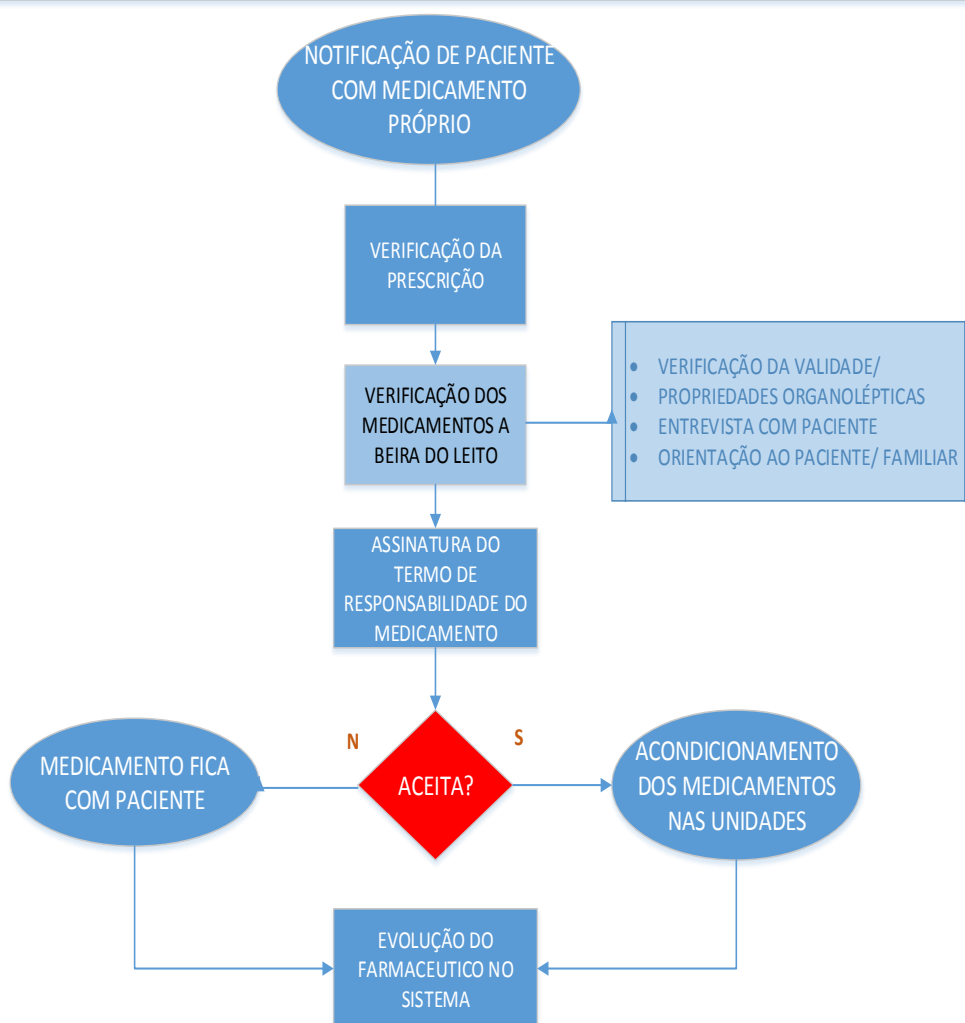 NOTIFICAÇÃO DE PACIENTE
COM MEDICAMENTO
PRÓPRIO
VERIFICAÇÃO DA
PRESCRIÇÃO
VERIFICAÇÃO DOS
MEDICAMENTOS A
BEIRA DO LEITO
• VERIFICAÇÃO DA VALIDADE/
• PROPRIEDADES ORGANOLÉPTICAS
• ENTREVISTA COM PACIENTE
• ORIENTAÇÃO AO PACIENTE/ FAMILIAR
ASSINATURA DO
TERMO DE
RESPONSABILIDADE DO
MEDICAMENTO
N
S
MEDICAMENTO FICA
COM PACIENTE
ACEITA?
ACONDICIONAMENTO
DOS MEDICAMENTOS
NAS UNIDADES
EVOLUÇÃO DO
FARMACEUTICO NO
SISTEMA